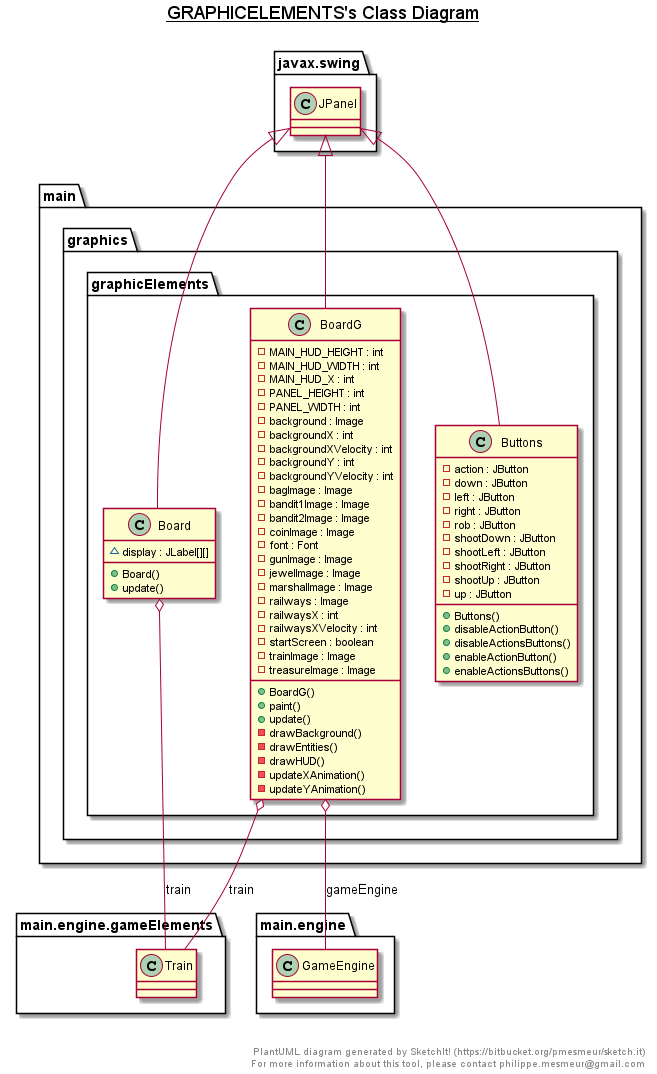 GRAPHICELEMENTS's Class Diagram
javax.swing
C JPanel
main
graphics
graphicElements
C BoardG
MAIN_HUD_HEIGHT : int
MAIN_HUD_WIDTH : int
MAIN_HUD_X : int
PANEL_HEIGHT : int
PANEL_WIDTH : int
background : Image
backgroundX : int
backgroundXVelocity : int
backgroundY : int
backgroundYVelocity : int
bagImage : Image
bandit1Image : Image
bandit2Image : Image
coinImage : Image
font : Font
gunImage : Image
jewelImage : Image
marshalImage : Image
railways : Image
railwaysX : int
railwaysXVelocity : int
startScreen : boolean
trainImage : Image
treasureImage : Image
BoardG()
paint()
update()
drawBackground()
drawEntities()
drawHUD()
updateXAnimation()
updateYAnimation()
C Buttons
action : JButton
down : JButton
left : JButton
right : JButton
rob : JButton
shootDown : JButton
shootLeft : JButton
shootRight : JButton
shootUp : JButton
up : JButton
Buttons()
disableActionButton()
disableActionsButtons()
enableActionButton()
enableActionsButtons()
C Board
display : JLabel[][]
Board()
update()
train
train
gameEngine
main.engine.gameElements
C Train
main.engine
C GameEngine
PlantUML diagram generated by SketchIt! (https://bitbucket.org/pmesmeur/sketch.it)
For more information about this tool, please contact philippe.mesmeur@gmail.com